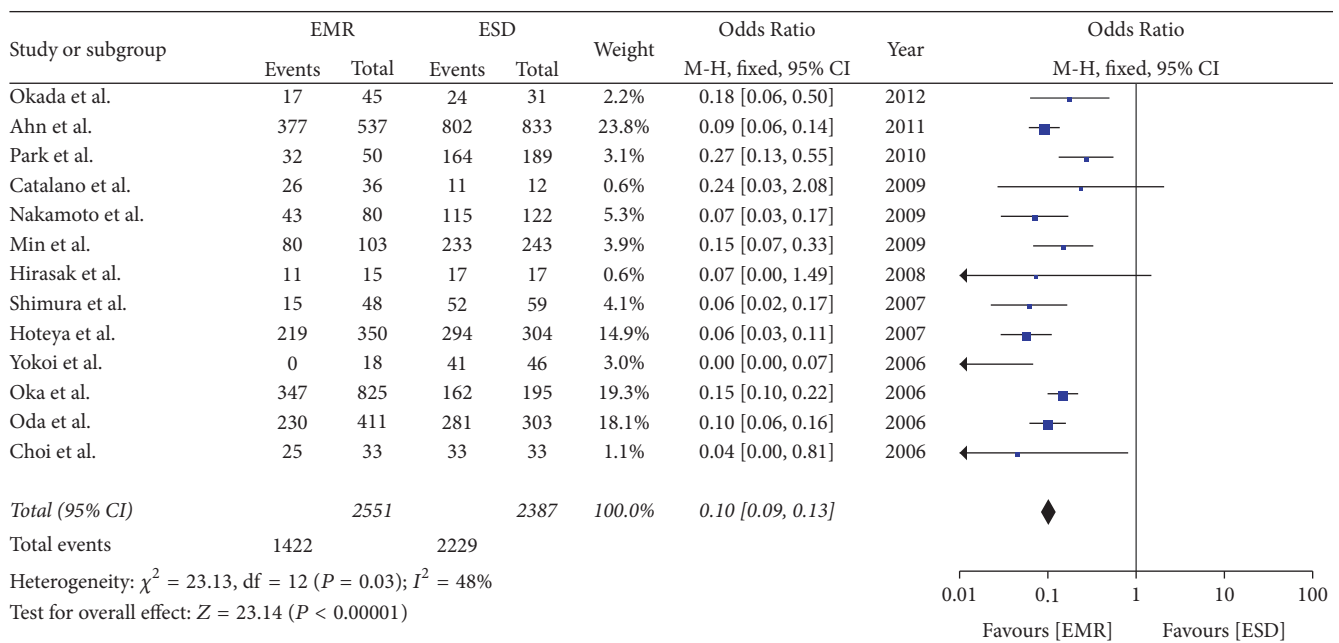 Study or subgroup EMR ESD Weight Odds Ratio Year Odds Ratio
Events Total Events Total M-H, fixed, 95% CI M-H, fixed, 95% CI
Okada et al. 17 45 24 31 2.2% 0.18 [0.06, 0.50] 2012
Ahn et al. 377 537 802 833 23.8% 0.09 [0.06, 0.14] 2011
Park et al. 32 50 164 189 3.1% 0.27 [0.13, 0.55] 2010
Catalano et al. 26 36 11 12 0.6% 0.24 [0.03, 2.08] 2009
Nakamoto et al. 43 80 115 122 5.3% 0.07 [0.03, 0.17] 2009
Min et al. 80 103 233 243 3.9% 0.15 [0.07, 0.33] 2009
Hirasak et al. 11 15 17 17 0.6% 0.07 [0.00, 1.49] 2008
Shimura et al. 15 48 52 59 4.1% 0.06 [0.02, 0.17] 2007
Hoteya et al. 219 350 294 304 14.9% 0.06 [0.03, 0.11] 2007
Yokoi et al. 0 18 41 46 3.0% 0.00 [0.00, 0.07] 2006
Oka et al. 347 825 162 195 19.3% 0.15 [0.10, 0.22] 2006
Oda et al. 230 411 281 303 18.1% 0.10 [0.06, 0.16] 2006
Choi et al. 25 33 33 33 1.1% 0.04 [0.00, 0.81] 2006
Total (95% CI) 2551 2387 100.0% 0.10 [0.09, 0.13]
Total events 1422 2229
Heterogeneity: χ² = 23.13, df = 12 (P = 0.03); I² = 48%
Test for overall effect: Z = 23.14 (P < 0.00001)
0.01 0.1 1 10 100
Favours [EMR] Favours [ESD]